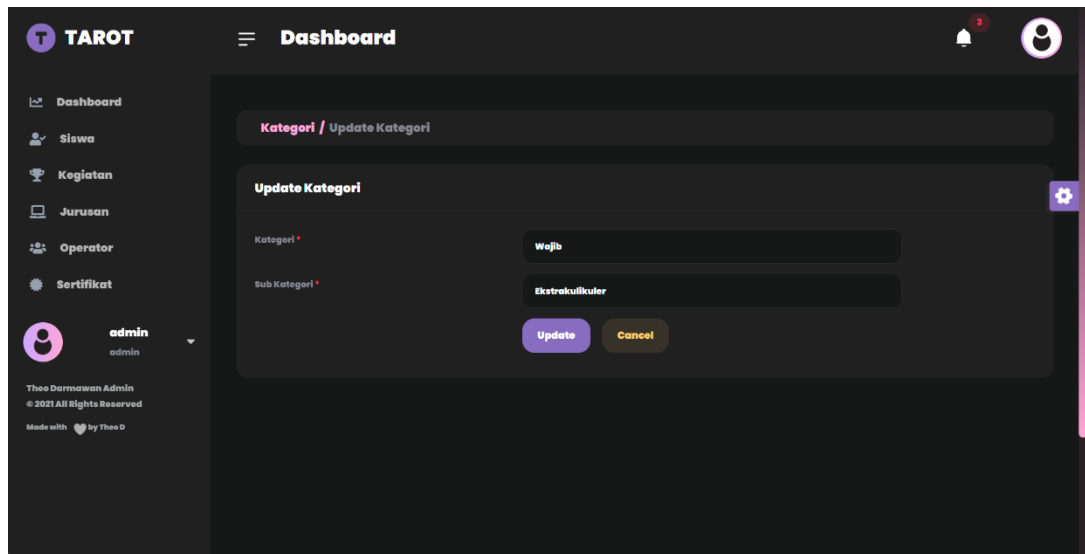 T TAROT
Dashboard
3
Dashboard
Siswa
Kegiatan
Jurusan
Operator
Sertifikat
admin
admin
Theo Darmawan Admin
© 2021 All Rights Reserved
Made with by Theo D
Kategori / Update Kategori
Update Kategori
Kategori *
Wajib
Sub Kategori *
Ekstrakulikuler
Update
Cancel